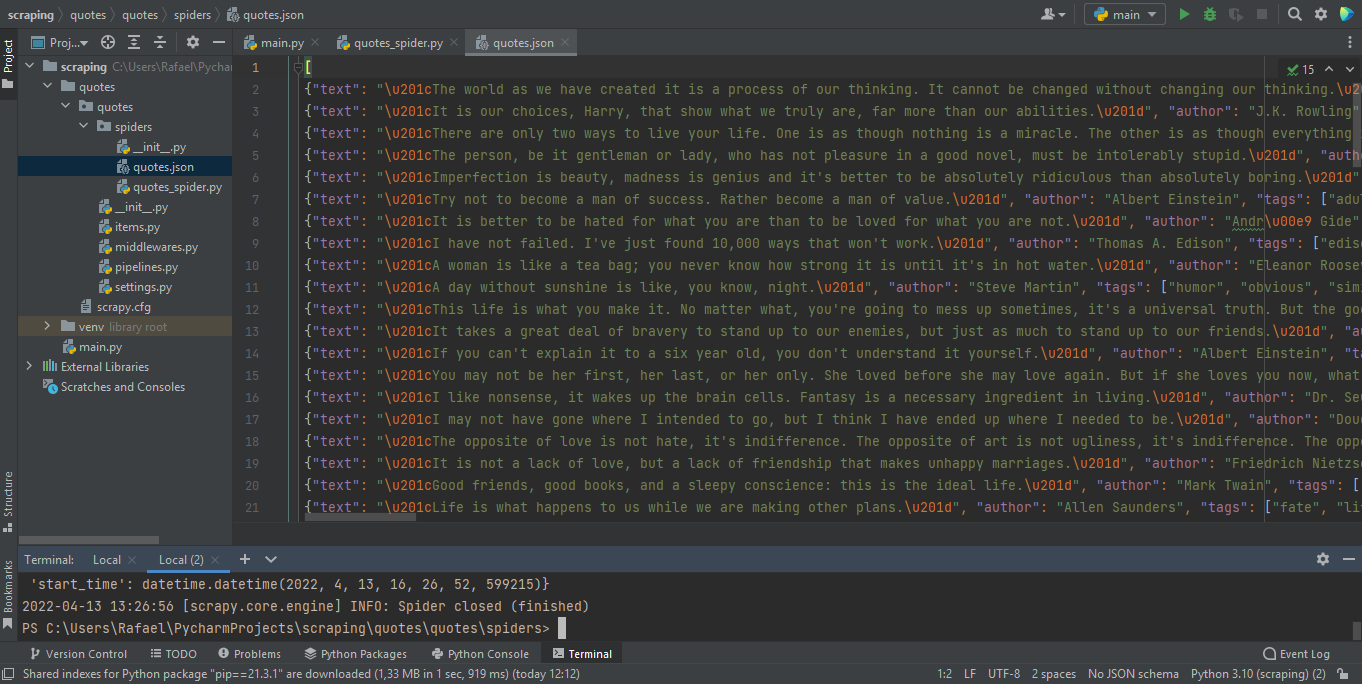 scraping quotes quotes spiders quotes.json main
Project Proj... main.py quotes_spider.py quotes.json
scraping C:\Users\Rafael\Pychar
quotes
quotes
spiders
__init__.py
quotes.json
quotes_spider.py
__init__.py
items.py
middlewares.py
pipelines.py
settings.py
scrapy.cfg
venv library root
main.py
External Libraries
Scratches and Consoles
15
1 [
2 {"text": "\u201cThe world as we have created it is a process of our thinking. It cannot be changed without changing our thinking.\u20
3 {"text": "\u201cIt is our choices, Harry, that show what we truly are, far more than our abilities.\u201d", "author": "J.K. Rowling"
4 {"text": "\u201cThere are only two ways to live your life. One is as though nothing is a miracle. The other is as though everything
5 {"text": "\u201cThe person, be it gentleman or lady, who has not pleasure in a good novel, must be intolerably stupid.\u201d", "auth
6 {"text": "\u201cImperfection is beauty, madness is genius and it's better to be absolutely ridiculous than absolutely boring.\u201d"
7 {"text": "\u201cTry not to become a man of success. Rather become a man of value.\u201d", "author": "Albert Einstein", "tags": ["adul
8 {"text": "\u201cIt is better to be hated for what you are than to be loved for what you are not.\u201d", "author": "Andr\u00e9 Gide"
9 {"text": "\u201cI have not failed. I've just found 10,000 ways that won't work.\u201d", "author": "Thomas A. Edison", "tags": ["edis
10 {"text": "\u201cA woman is like a tea bag; you never know how strong it is until it's in hot water.\u201d", "author": "Eleanor Roosev
11 {"text": "\u201cA day without sunshine is like, you know, night.\u201d", "author": "Steve Martin", "tags": ["humor", "obvious", "sim
12 {"text": "\u201cThis life is what you make it. No matter what, you're going to mess up sometimes, it's a universal truth. But the goo
13 {"text": "\u201cIt takes a great deal of bravery to stand up to our enemies, but just as much to stand up to our friends.\u201d", "au
14 {"text": "\u201cIf you can't explain it to a six year old, you don't understand it yourself.\u201d", "author": "Albert Einstein", "ta
15 {"text": "\u201cYou may not be her first, her last, or her only. She loved before she may love again. But if she loves you now, what
16 {"text": "\u201cI like nonsense, it wakes up the brain cells. Fantasy is a necessary ingredient in living.\u201d", "author": "Dr. Seu
17 {"text": "\u201cI may not have gone where I intended to go, but I think I have ended up where I needed to be.\u201d", "author": "Doug
18 {"text": "\u201cThe opposite of love is not hate, it's indifference. The opposite of art is not ugliness, it's indifference. The oppo
19 {"text": "\u201cIt is not a lack of love, but a lack of friendship that makes unhappy marriages.\u201d", "author": "Friedrich Nietzsc
20 {"text": "\u201cGood friends, good books, and a sleepy conscience: this is the ideal life.\u201d", "author": "Mark Twain", "tags": [
21 {"text": "\u201cLife is what happens to us while we are making other plans.\u201d", "author": "Allen Saunders", "tags": ["fate", "li
Structure
Bookmarks
Terminal: Local Local (2)
'start_time': datetime.datetime(2022, 4, 13, 16, 26, 52, 599215)}
2022-04-13 13:26:56 [scrapy.core.engine] INFO: Spider closed (finished)
PS C:\Users\Rafael\PycharmProjects\scraping\quotes\quotes\spiders>
Version Control TODO Problems Python Packages Python Console Terminal Event Log
Shared indexes for Python package "pip==21.3.1" are downloaded (1,33 MB in 1 sec, 919 ms) (today 12:12) 1:2 LF UTF-8 2 spaces No JSON schema Python 3.10 (scraping) (2)